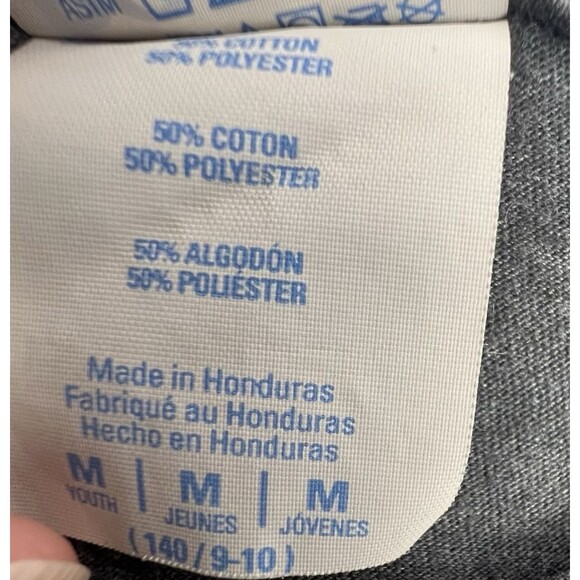 ASTM
50% COTTON
50% POLYESTER
50% COTON
50% POLYESTER
50% ALGODÓN
50% POLIÉSTER
Made in Honduras
Fabriqué au Honduras
Hecho en Honduras
M | M | M
YOUTH JEUNES JÓVENES
(140/9-10)